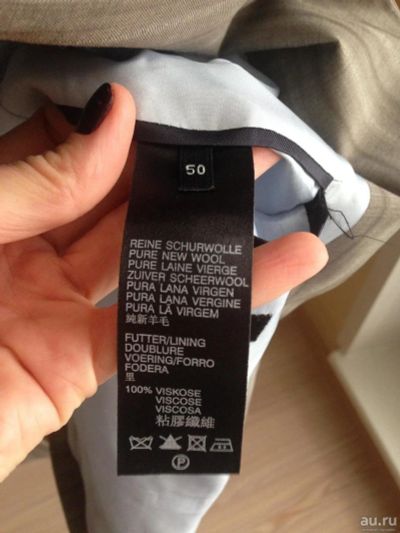 50
REINE SCHURWOLLE
PURE NEW WOOL
PURE LAINE VIERGE
ZUIVER SCHEERWOOL
PURA LANA VIRGEN
PURA LANA VERGINE
PURA LÃ VIRGEM
純新羊毛
FUTTER/LINING
DOUBLURE
VOERING/FORRO
FODERA
里
100% VISKOSE
VISCOSE
VISCOSA
粘膠纖維
P
au.ru